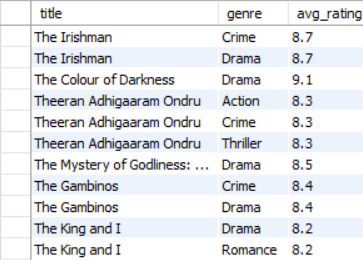 title genre avg_rating
The Irishman Crime 8.7
The Irishman Drama 8.7
The Colour of Darkness Drama 9.1
Theeran Adhigaaram Ondru Action 8.3
Theeran Adhigaaram Ondru Crime 8.3
Theeran Adhigaaram Ondru Thriller 8.3
The Mystery of Godliness: ... Drama 8.5
The Gambinos Crime 8.4
The Gambinos Drama 8.4
The King and I Drama 8.2
The King and I Romance 8.2